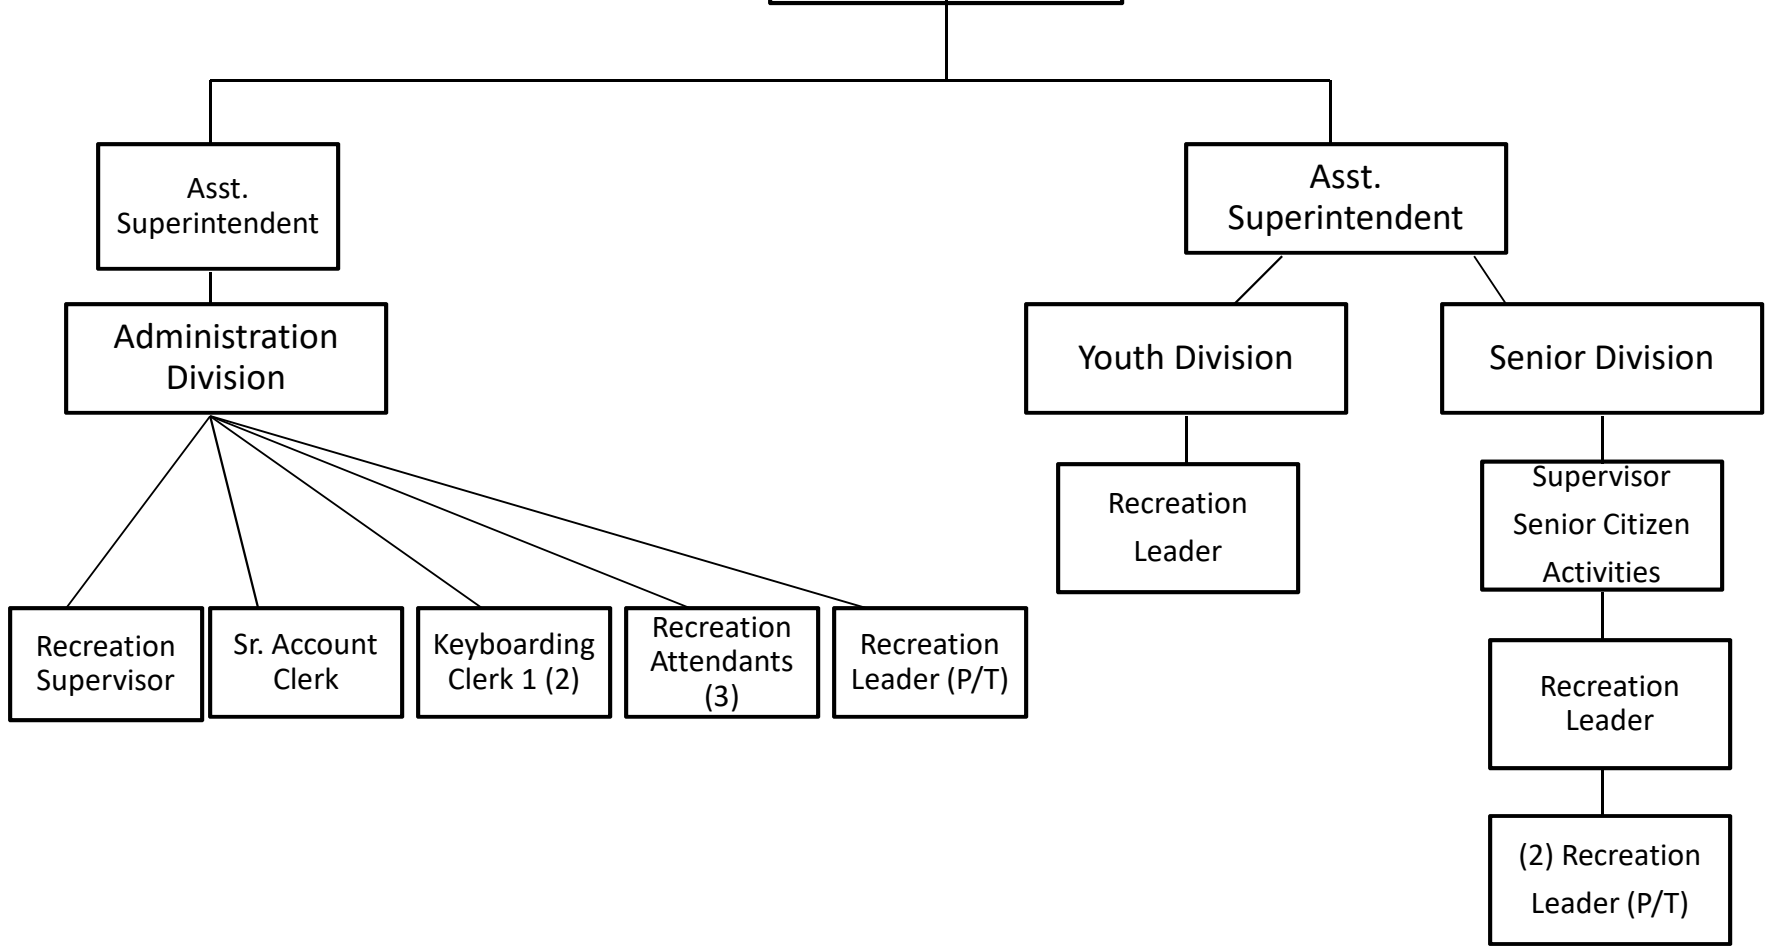 Asst.
Superintendent
Asst.
Superintendent
Administration
Division
Youth Division
Senior Division
Recreation
Leader
Supervisor
Senior Citizen
Activities
Recreation
Supervisor
Sr. Account
Clerk
Keyboarding
Clerk 1 (2)
Recreation
Attendants
(3)
Recreation
Leader (P/T)
Recreation
Leader
(2) Recreation
Leader (P/T)